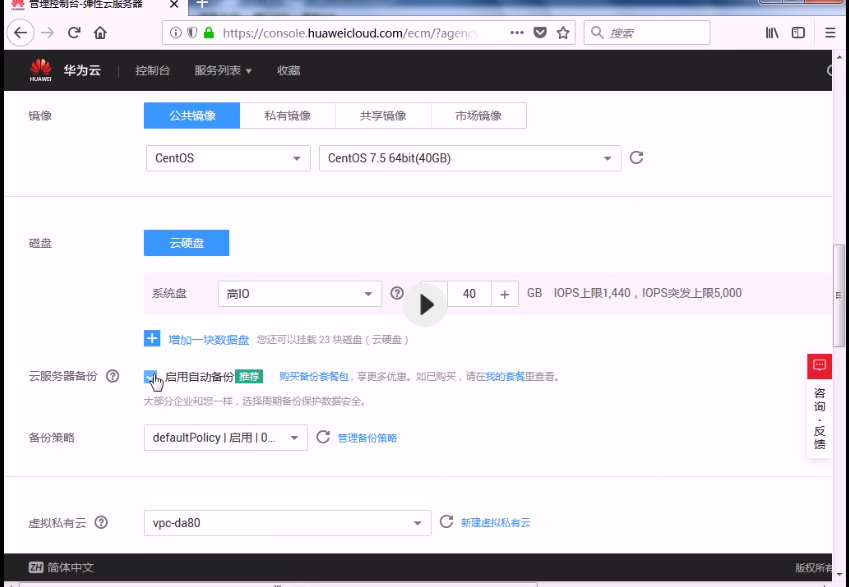 管理控制台-弹性云服务器
https://console.huaweicloud.com/ecm/?agency
搜索
HUAWEI 华为云 控制台 服务列表 收藏
镜像 公共镜像 私有镜像 共享镜像 市场镜像
CentOS CentOS 7.5 64bit(40GB)
磁盘 云硬盘
系统盘 高IO 40 + GB IOPS上限1,440，IOPS突发上限5,000
增加一块数据盘 您还可以挂载 23 块磁盘（云硬盘）
云服务器备份 启用自动备份 推荐 购买备份套餐包，享更多优惠。如已购买，请在我的套餐里查看。
大部分企业和您一样，选择周期备份保护数据安全。
备份策略 defaultPolicy | 启用 | 0... 管理备份策略
咨询·反馈
虚拟私有云 vpc-da80 新建虚拟私有云
ZH 简体中文 版权所有